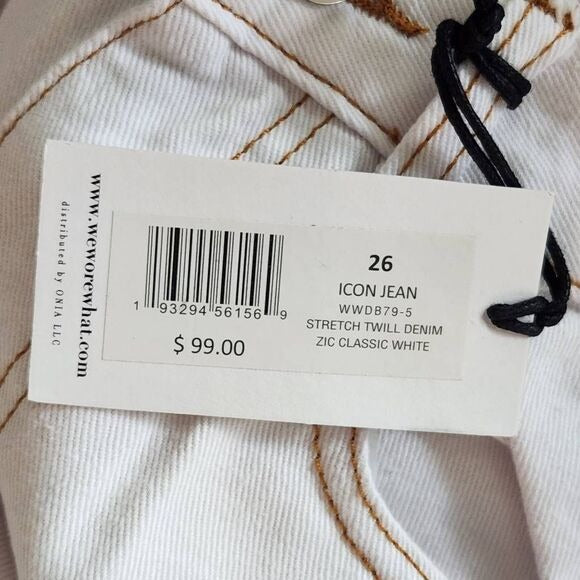 www.weworewhat.com
distributed by ONIA LLC
1 93294 56156 9
$ 99.00
26
ICON JEAN
WWDB79-5
STRETCH TWILL DENIM
ZIC CLASSIC WHITE